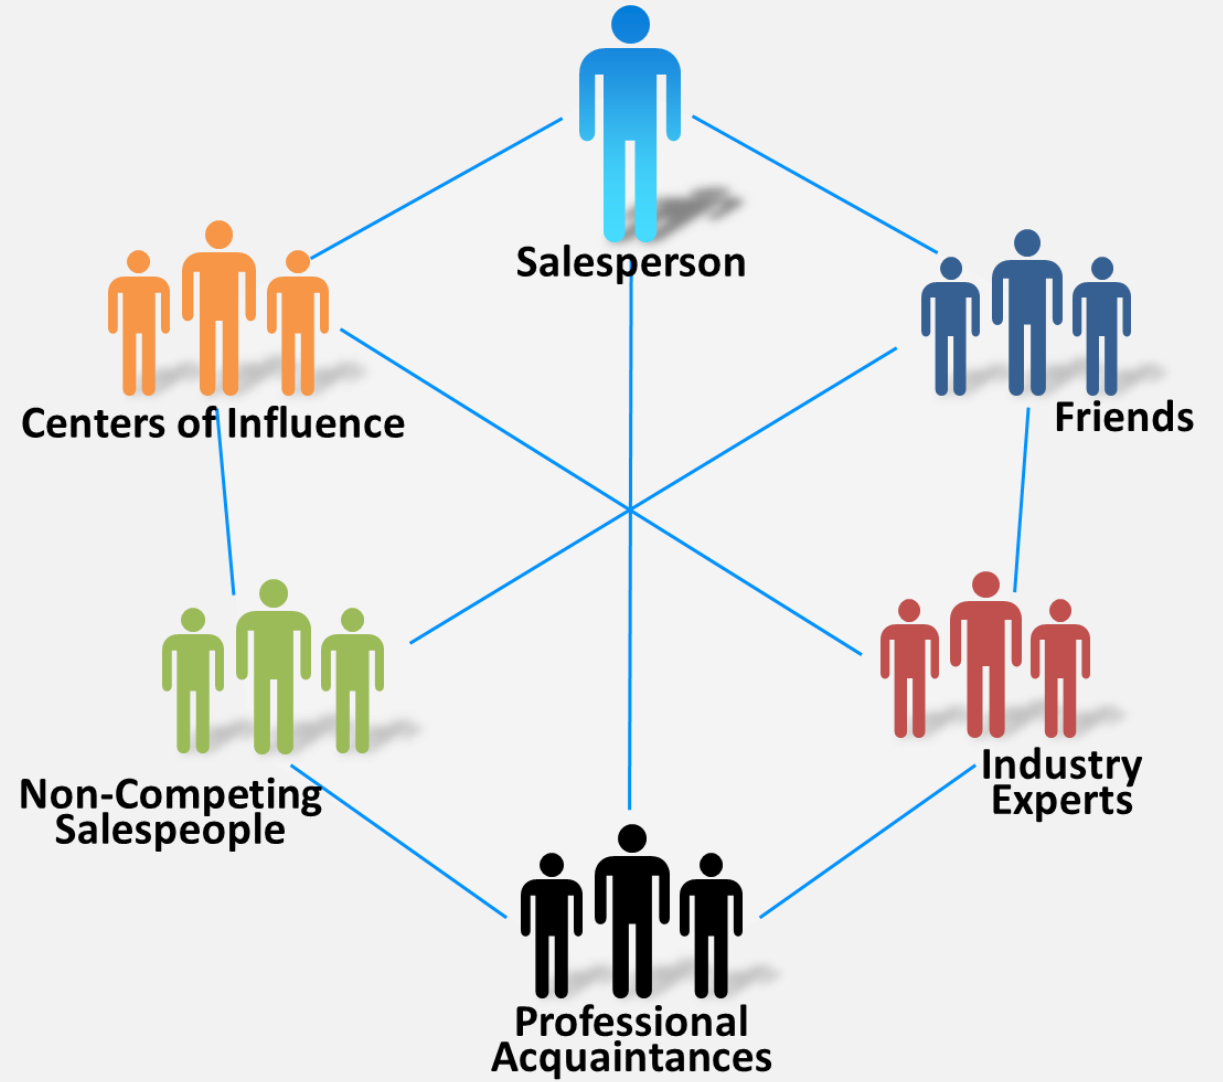 Salesperson
Centers of Influence
Friends
Non-Competing
Salespeople
Industry
Experts
Professional
Acquaintances